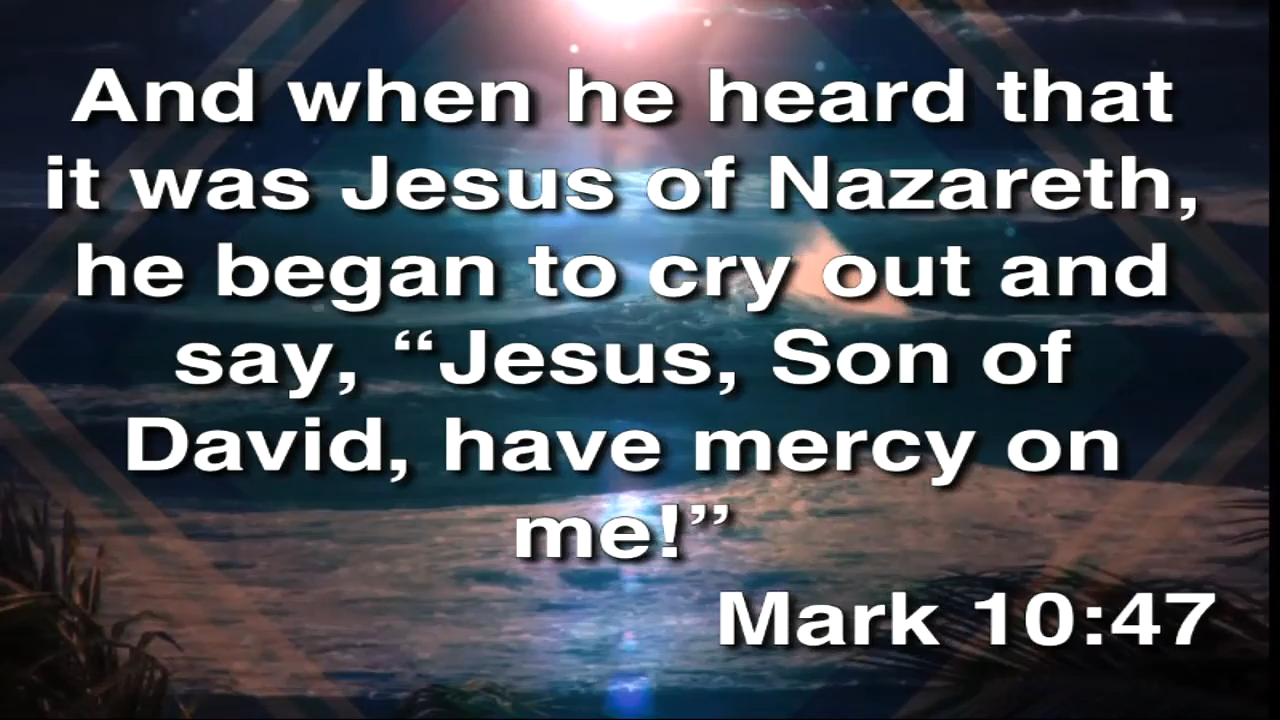 And when he heard that
it was Jesus of Nazareth,
he began to cry out and
say, “Jesus, Son of
David, have mercy on
me!”
Mark 10:47